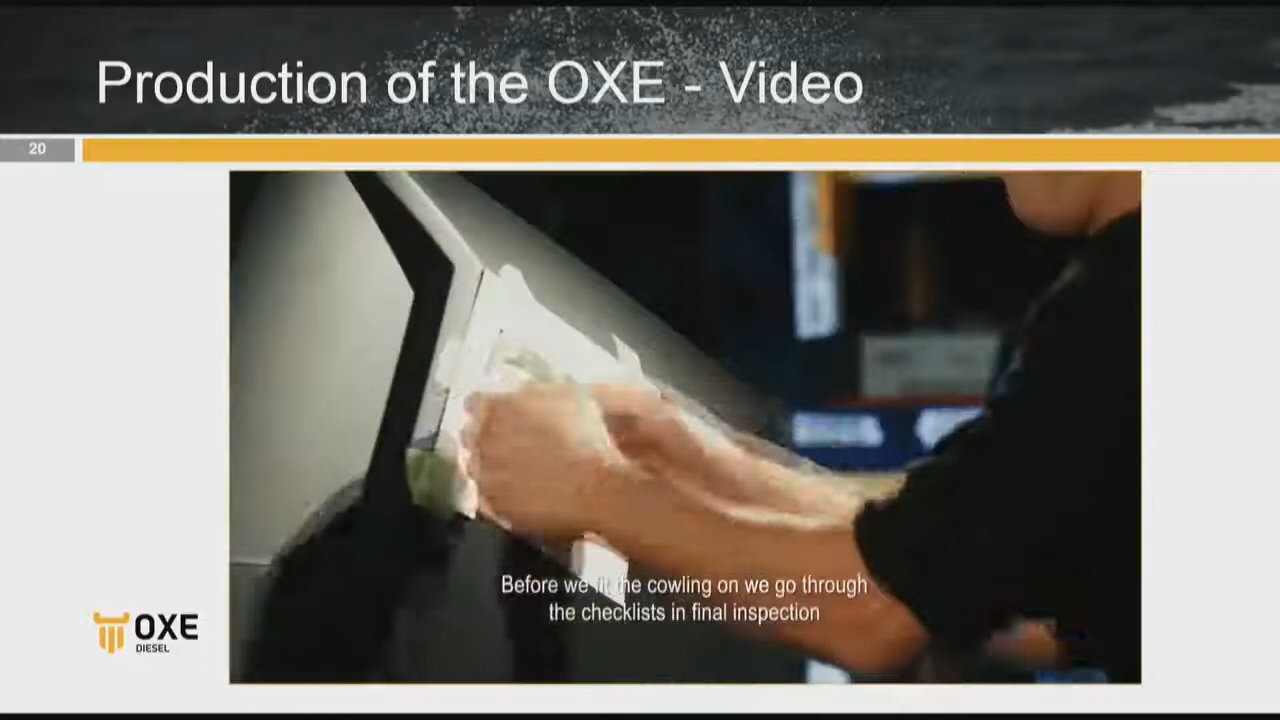 Production of the OXE - Video
20
Before we fit the cowling on we go through
the checklists in final inspection
OXE
DIESEL